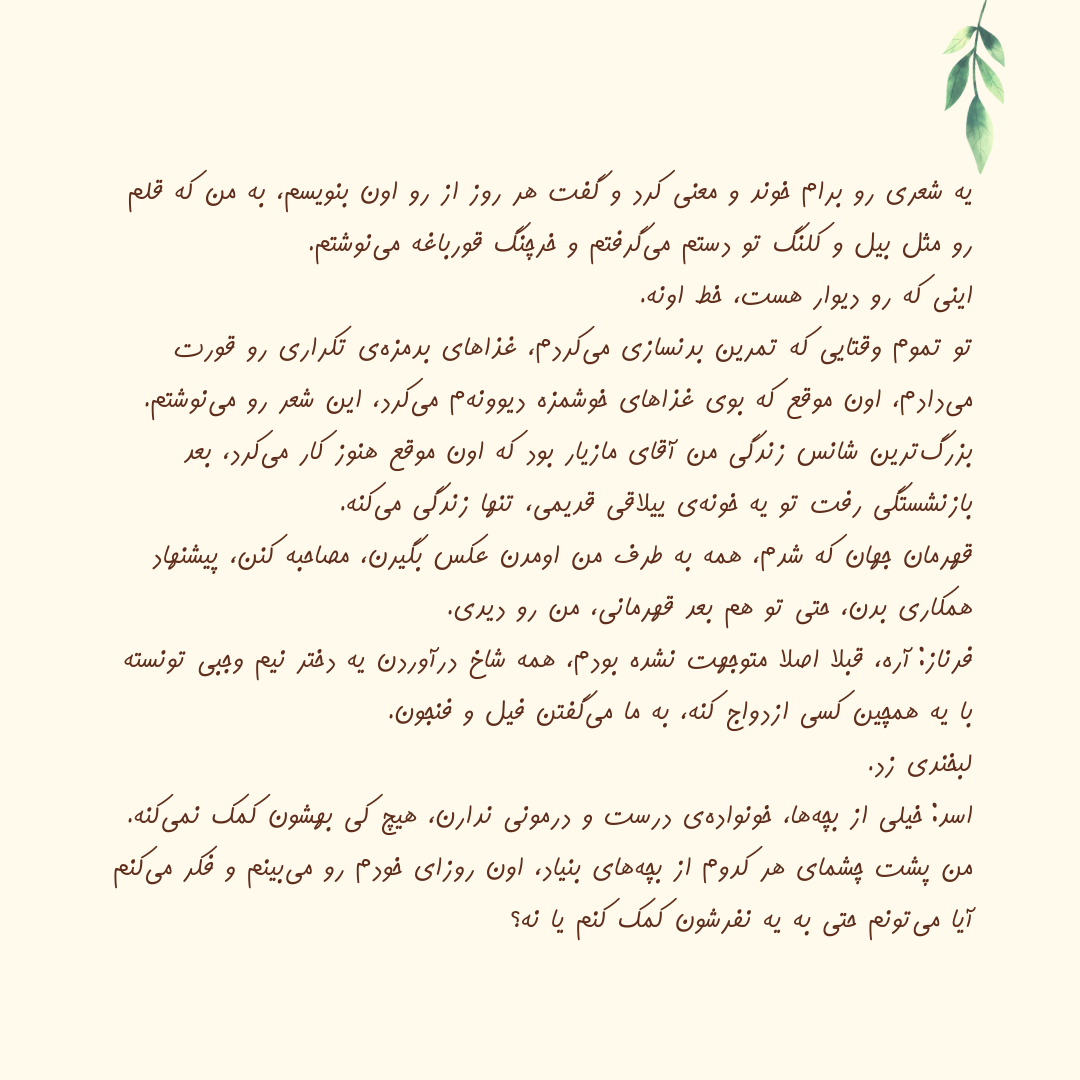 یه شعری رو برام خوند و معنی کرد و گفت هر روز از رو اون بنویسم، به من که قلم
رو مثل بیل و کلنگ تو دستم می‌گرفتم و خرچنگ قورباغه می‌نوشتم.
اینی که رو دیوار هست، خط اونه.
تو تموم وقتایی که تمرین بدنسازی می‌کردم، غذاهای بدمزه‌ی تکراری رو قورت
می‌دادم، اون موقع که بوی غذاهای خوشمزه دیوونه‌م می‌کرد، این شعر رو می‌نوشتم.
بزرگ‌ترین شانس زندگی من آقای مازیار بود که اون موقع هنوز کار می‌کرد، بعد
بازنشستگی رفت تو یه خونه‌ی ییلاقی قدیمی، تنها زندگی می‌کنه.
قهرمان جهان که شدم، همه به طرف من اومدن عکس بگیرن، مصاحبه کنن، پیشنهاد
همکاری بدن، حتی تو هم بعد قهرمانی، من رو دیدی.
فرناز: آره، قبلا اصلا متوجهت نشده بودم، همه شاخ درآوردن یه دختر نیم وجبی تونسته
با یه همچین کسی ازدواج کنه، به ما می‌گفتن فیل و فنجون.
لبخندی زد.
اسد: خیلی از بچه‌ها، خونواده‌ی درست و درمونی ندارن، هیچ کی بهشون کمک نمی‌کنه.
من پشت چشمای هر کدوم از بچه‌های بنیاد، اون روزای خودم رو می‌بینم و فکر می‌کنم
آیا می‌تونم حتی به یه نفرشون کمک کنم یا نه؟